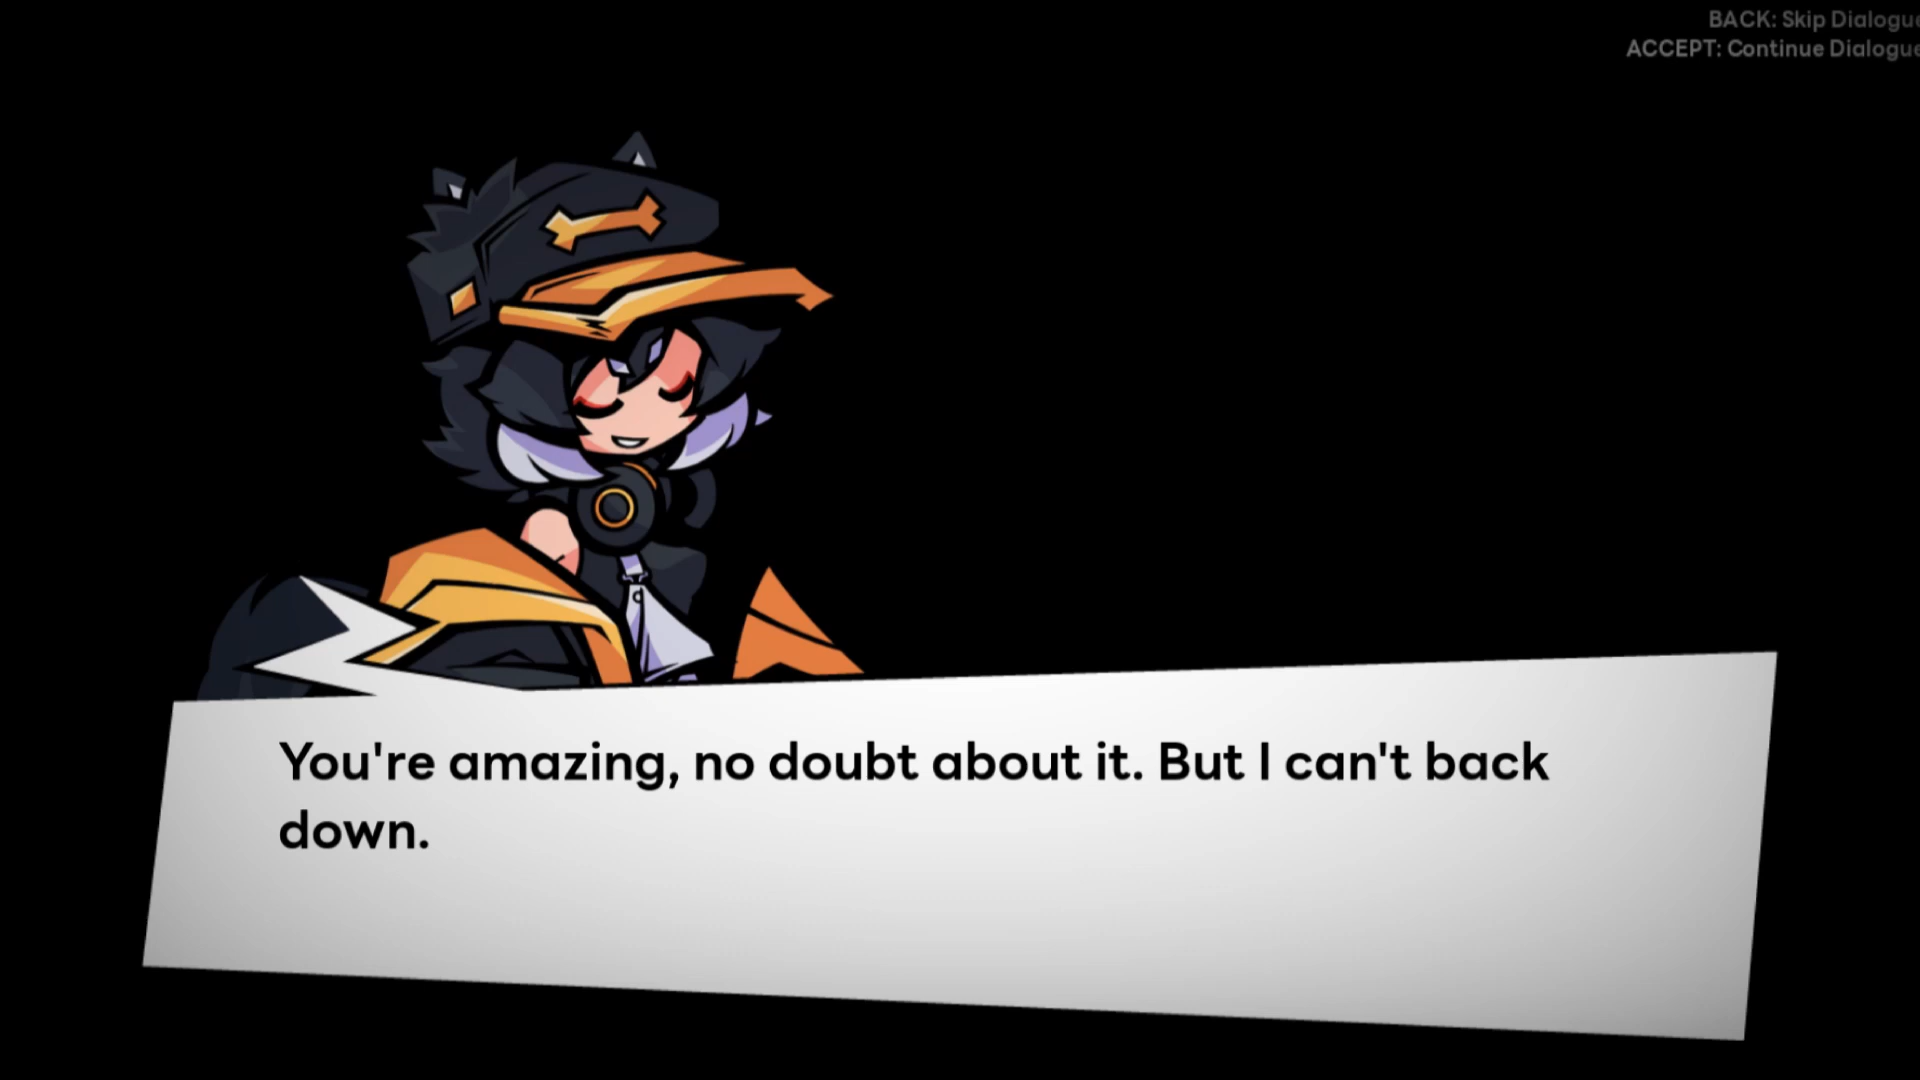 BACK: Skip Dialogue
ACCEPT: Continue Dialogue
You're amazing, no doubt about it. But I can't back
down.